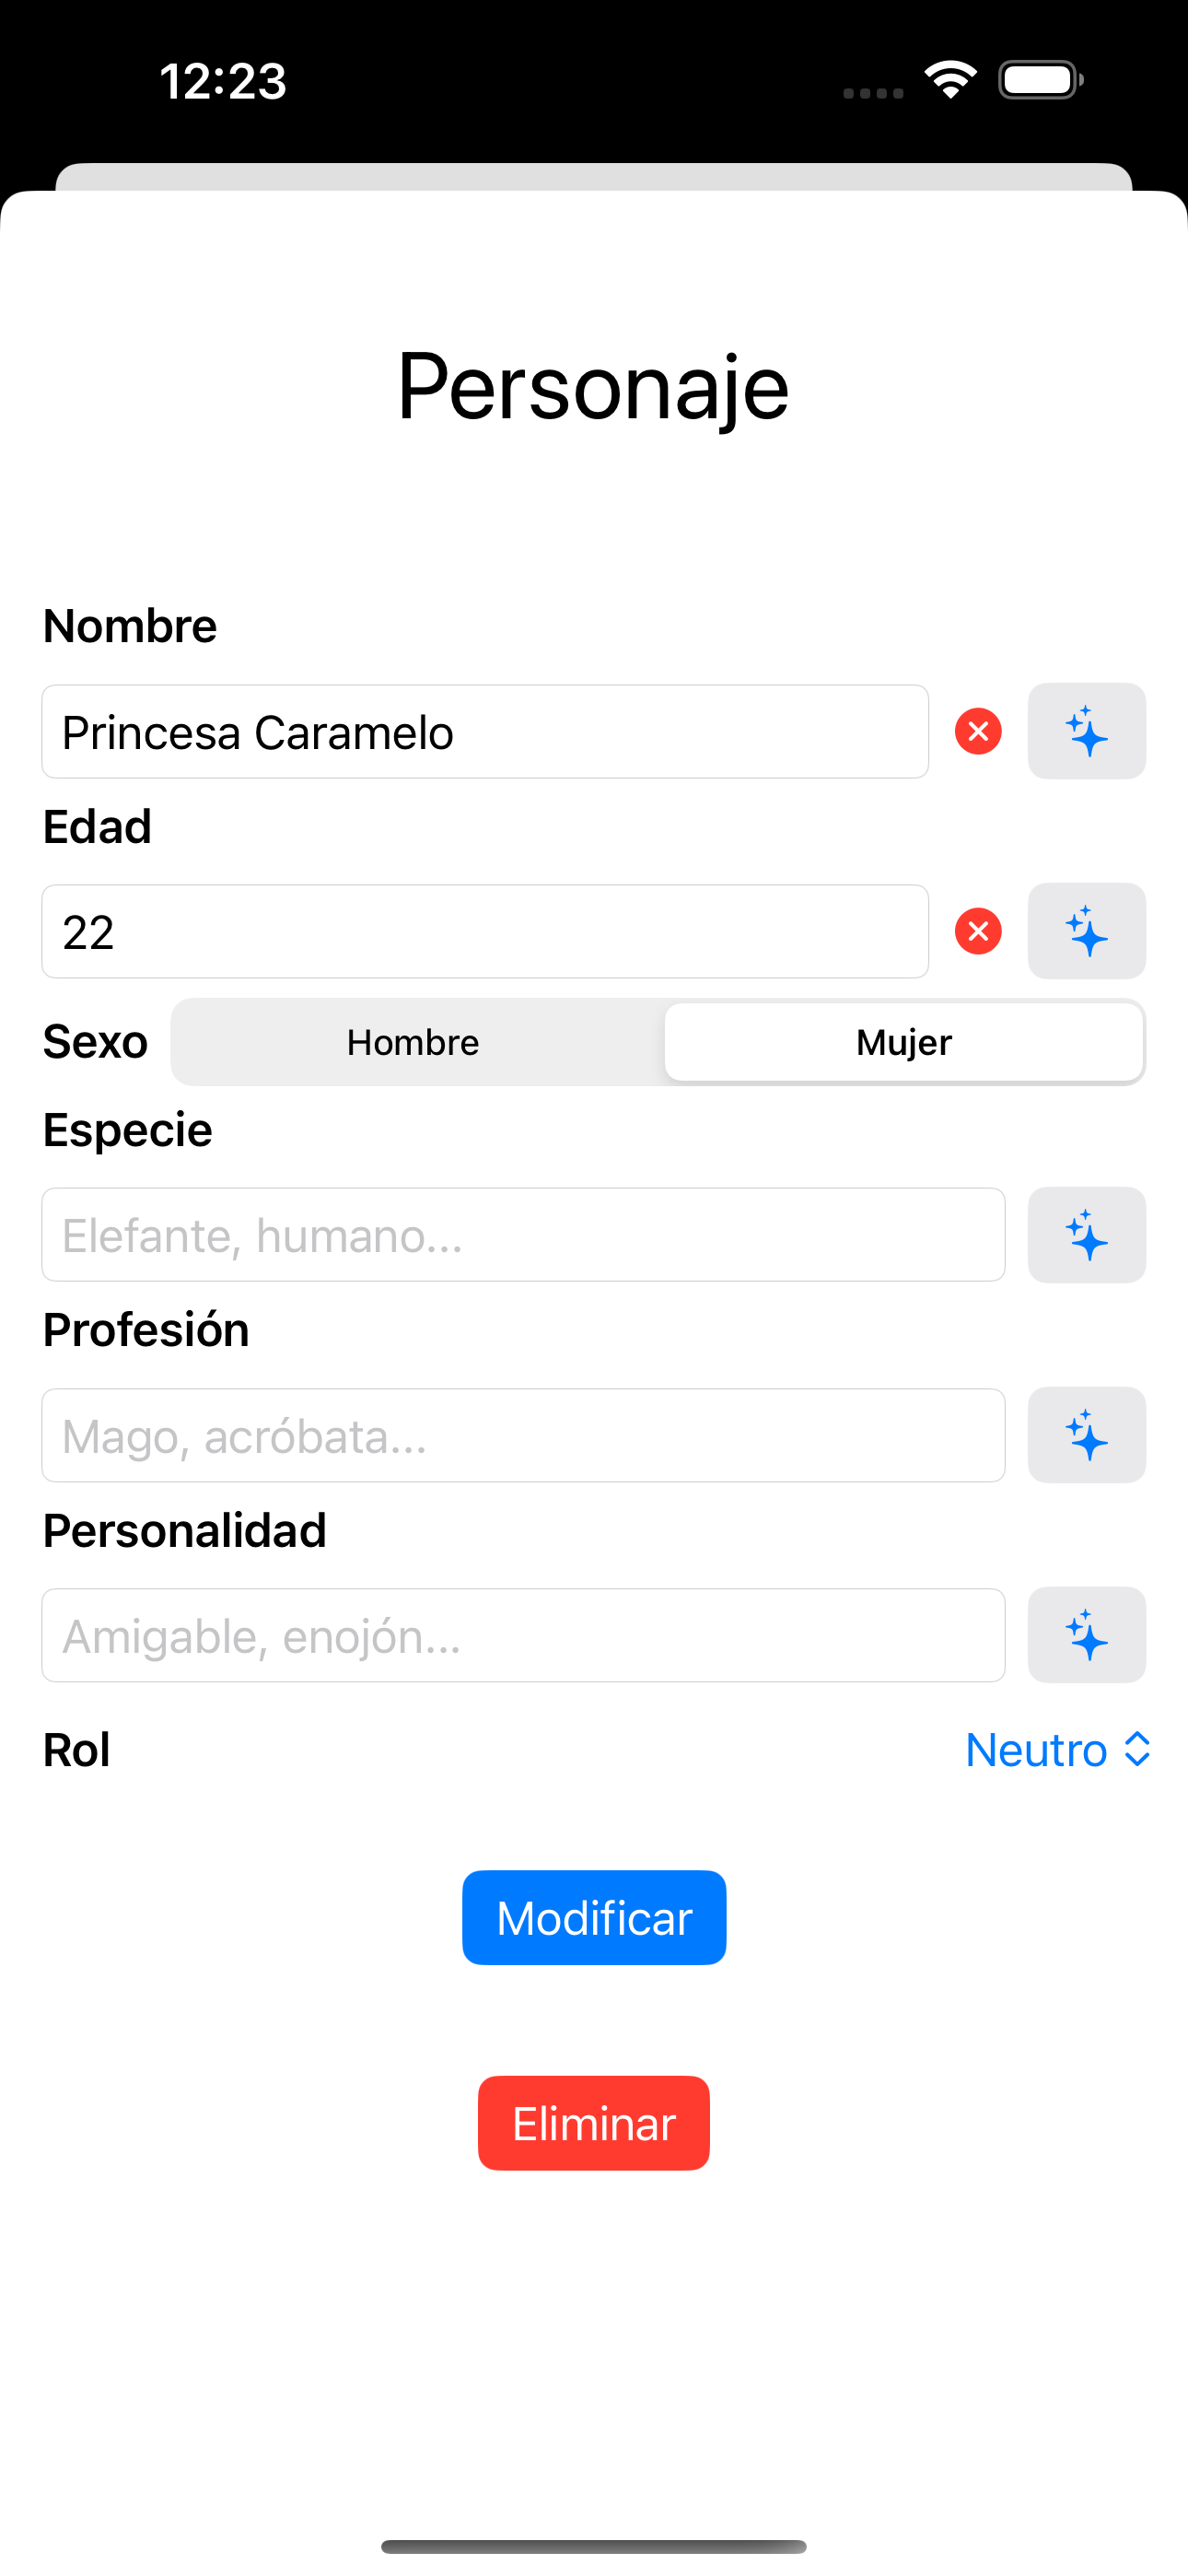 12:23
Personaje
Nombre
Princesa Caramelo
Edad
22
Sexo Hombre Mujer
Especie
Elefante, humano...
Profesión
Mago, acróbata...
Personalidad
Amigable, enojón...
Rol Neutro
Modificar
Eliminar